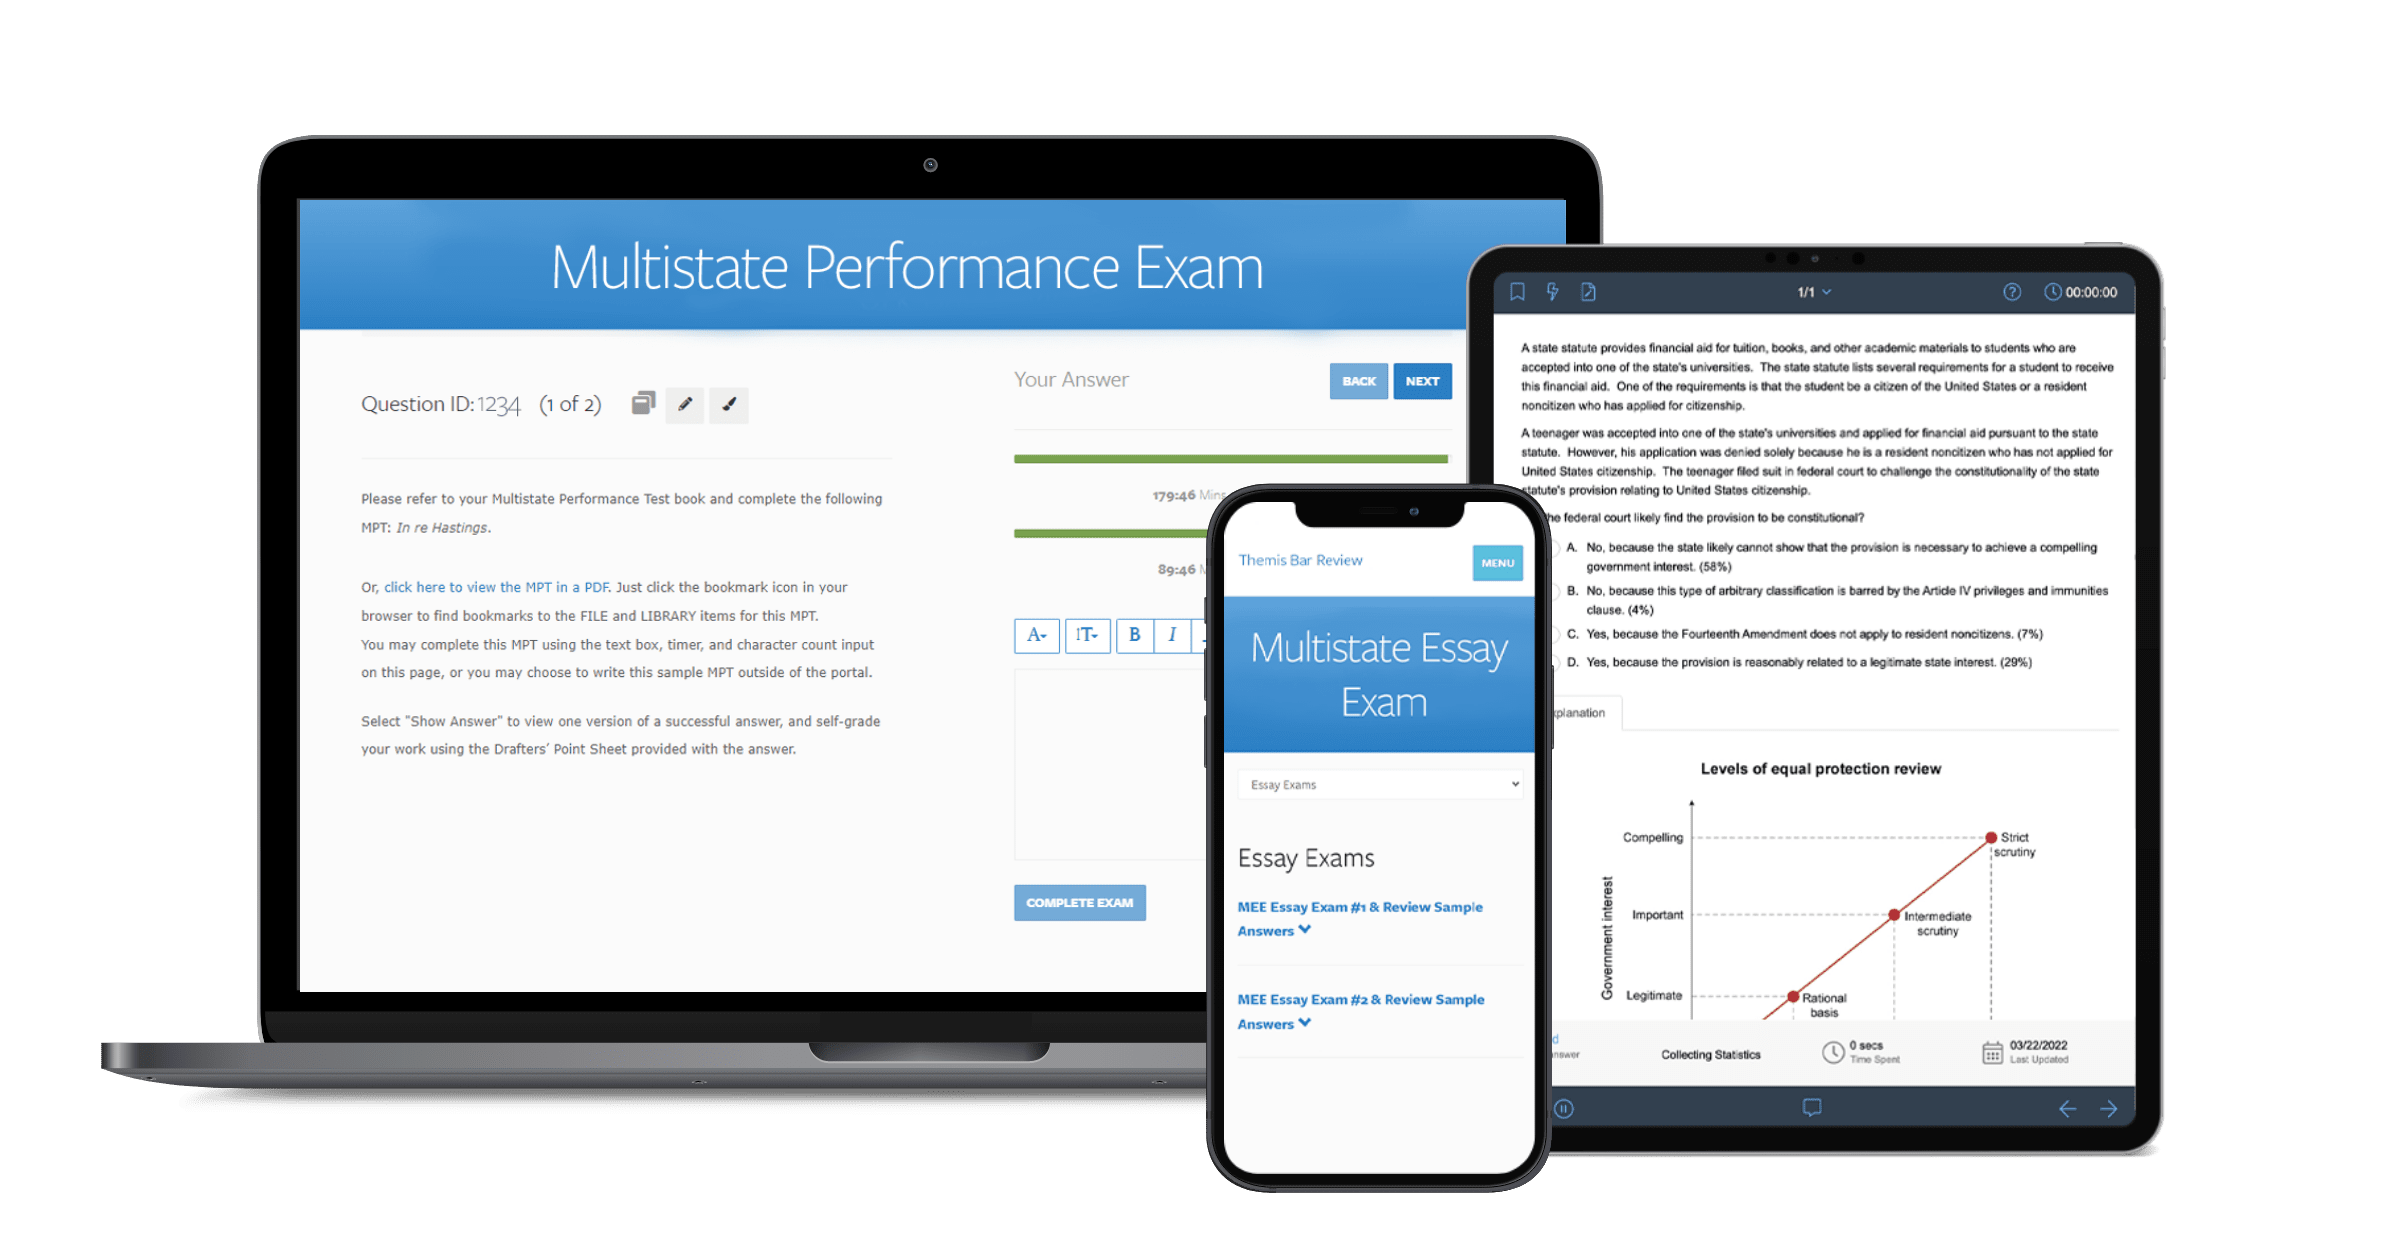 Multistate Performance Exam
Question ID: 1234 (1 of 2)
Please refer to your Multistate Performance Test book and complete the following
MPT: In re Hastings.
Or, click here to view the MPT in a PDF. Just click the bookmark icon in your
browser to find bookmarks to the FILE and LIBRARY items for this MPT.
You may complete this MPT using the text box, timer, and character count input
on this page, or you may choose to write this sample MPT outside of the portal.
Select "Show Answer" to view one version of a successful answer, and self-grade
your work using the Drafters' Point Sheet provided with the answer.
Your Answer
BACK NEXT
179:46 Mins
89:46
A T B I
COMPLETE EXAM
Themis Bar Review
MENU
Multistate Essay
Exam
Essay Exams
Essay Exams
MEE Essay Exam #1 & Review Sample
Answers
MEE Essay Exam #2 & Review Sample
Answers
1/1
00:00:00
A state statute provides financial aid for tuition, books, and other academic materials to students who are
accepted into one of the state's universities. The state statute lists several requirements for a student to receive
this financial aid. One of the requirements is that the student be a citizen of the United States or a resident
noncitizen who has applied for citizenship.
A teenager was accepted into one of the state's universities and applied for financial aid pursuant to the state
statute. However, his application was denied solely because he is a resident noncitizen who has not applied for
United States citizenship. The teenager filed suit in federal court to challenge the constitutionality of the state
statute's provision relating to United States citizenship.
federal court likely find the provision to be constitutional?
A. No, because the state likely cannot show that the provision is necessary to achieve a compelling
government interest. (58%)
B. No, because this type of arbitrary classification is barred by the Article IV privileges and immunities
clause. (4%)
C. Yes, because the Fourteenth Amendment does not apply to resident noncitizens. (7%)
D. Yes, because the provision is reasonably related to a legitimate state interest. (29%)
xplanation
Levels of equal protection review
Government interest
Compelling
Strict
scrutiny
Important
Intermediate
scrutiny
Legitimate
Rational
basis
Collecting Statistics
0 secs
Time Spent
03/22/2022
Last Updated